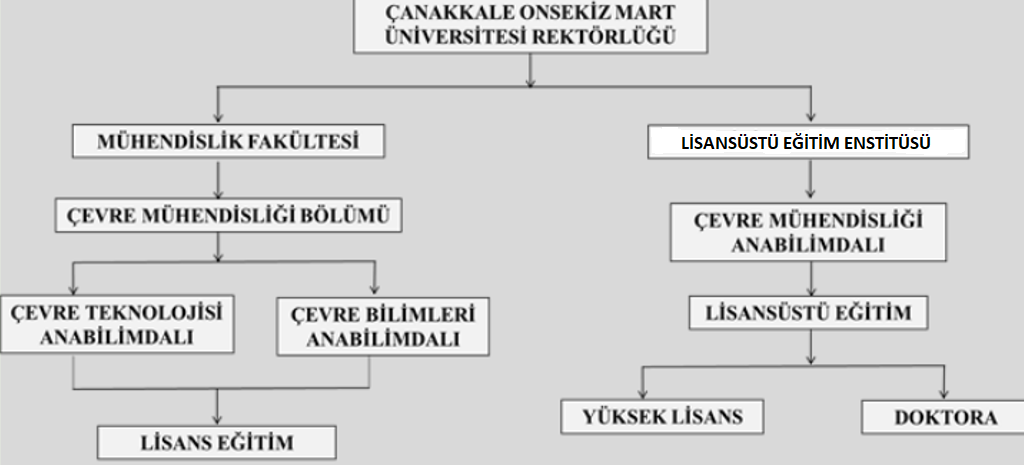 ÇANAKKALE ONSEKİZ MART
ÜNİVERSİTESİ REKTÖRLÜĞÜ
MÜHENDİSLİK FAKÜLTESİ
LİSANSÜSTÜ EĞİTİM ENSTİTÜSÜ
ÇEVRE MÜHENDİSLİĞİ BÖLÜMÜ
ÇEVRE MÜHENDİSLİĞİ
ANABİLİMDALI
ÇEVRE TEKNOLOJİSİ
ANABİLİMDALI
ÇEVRE BİLİMLERİ
ANABİLİMDALI
LİSANSÜSTÜ EĞİTİM
YÜKSEK LİSANS
DOKTORA
LİSANS EĞİTİM